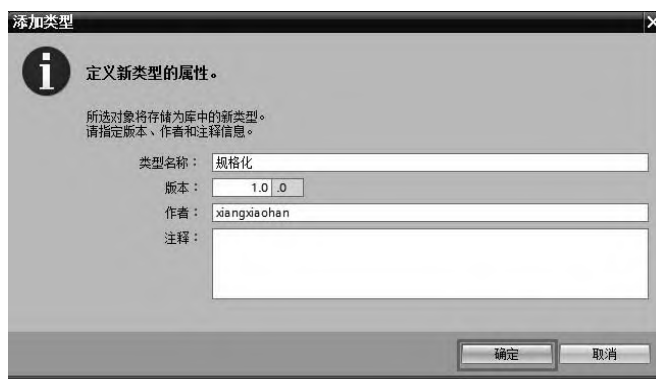 添加类型
定义新类型的属性。
所选对象将存储为库中的新类型。
请指定版本、作者和注释信息。
类型名称： 规格化
版本： 1.0 .0
作者： xiangxiaohan
注释：
确定 取消